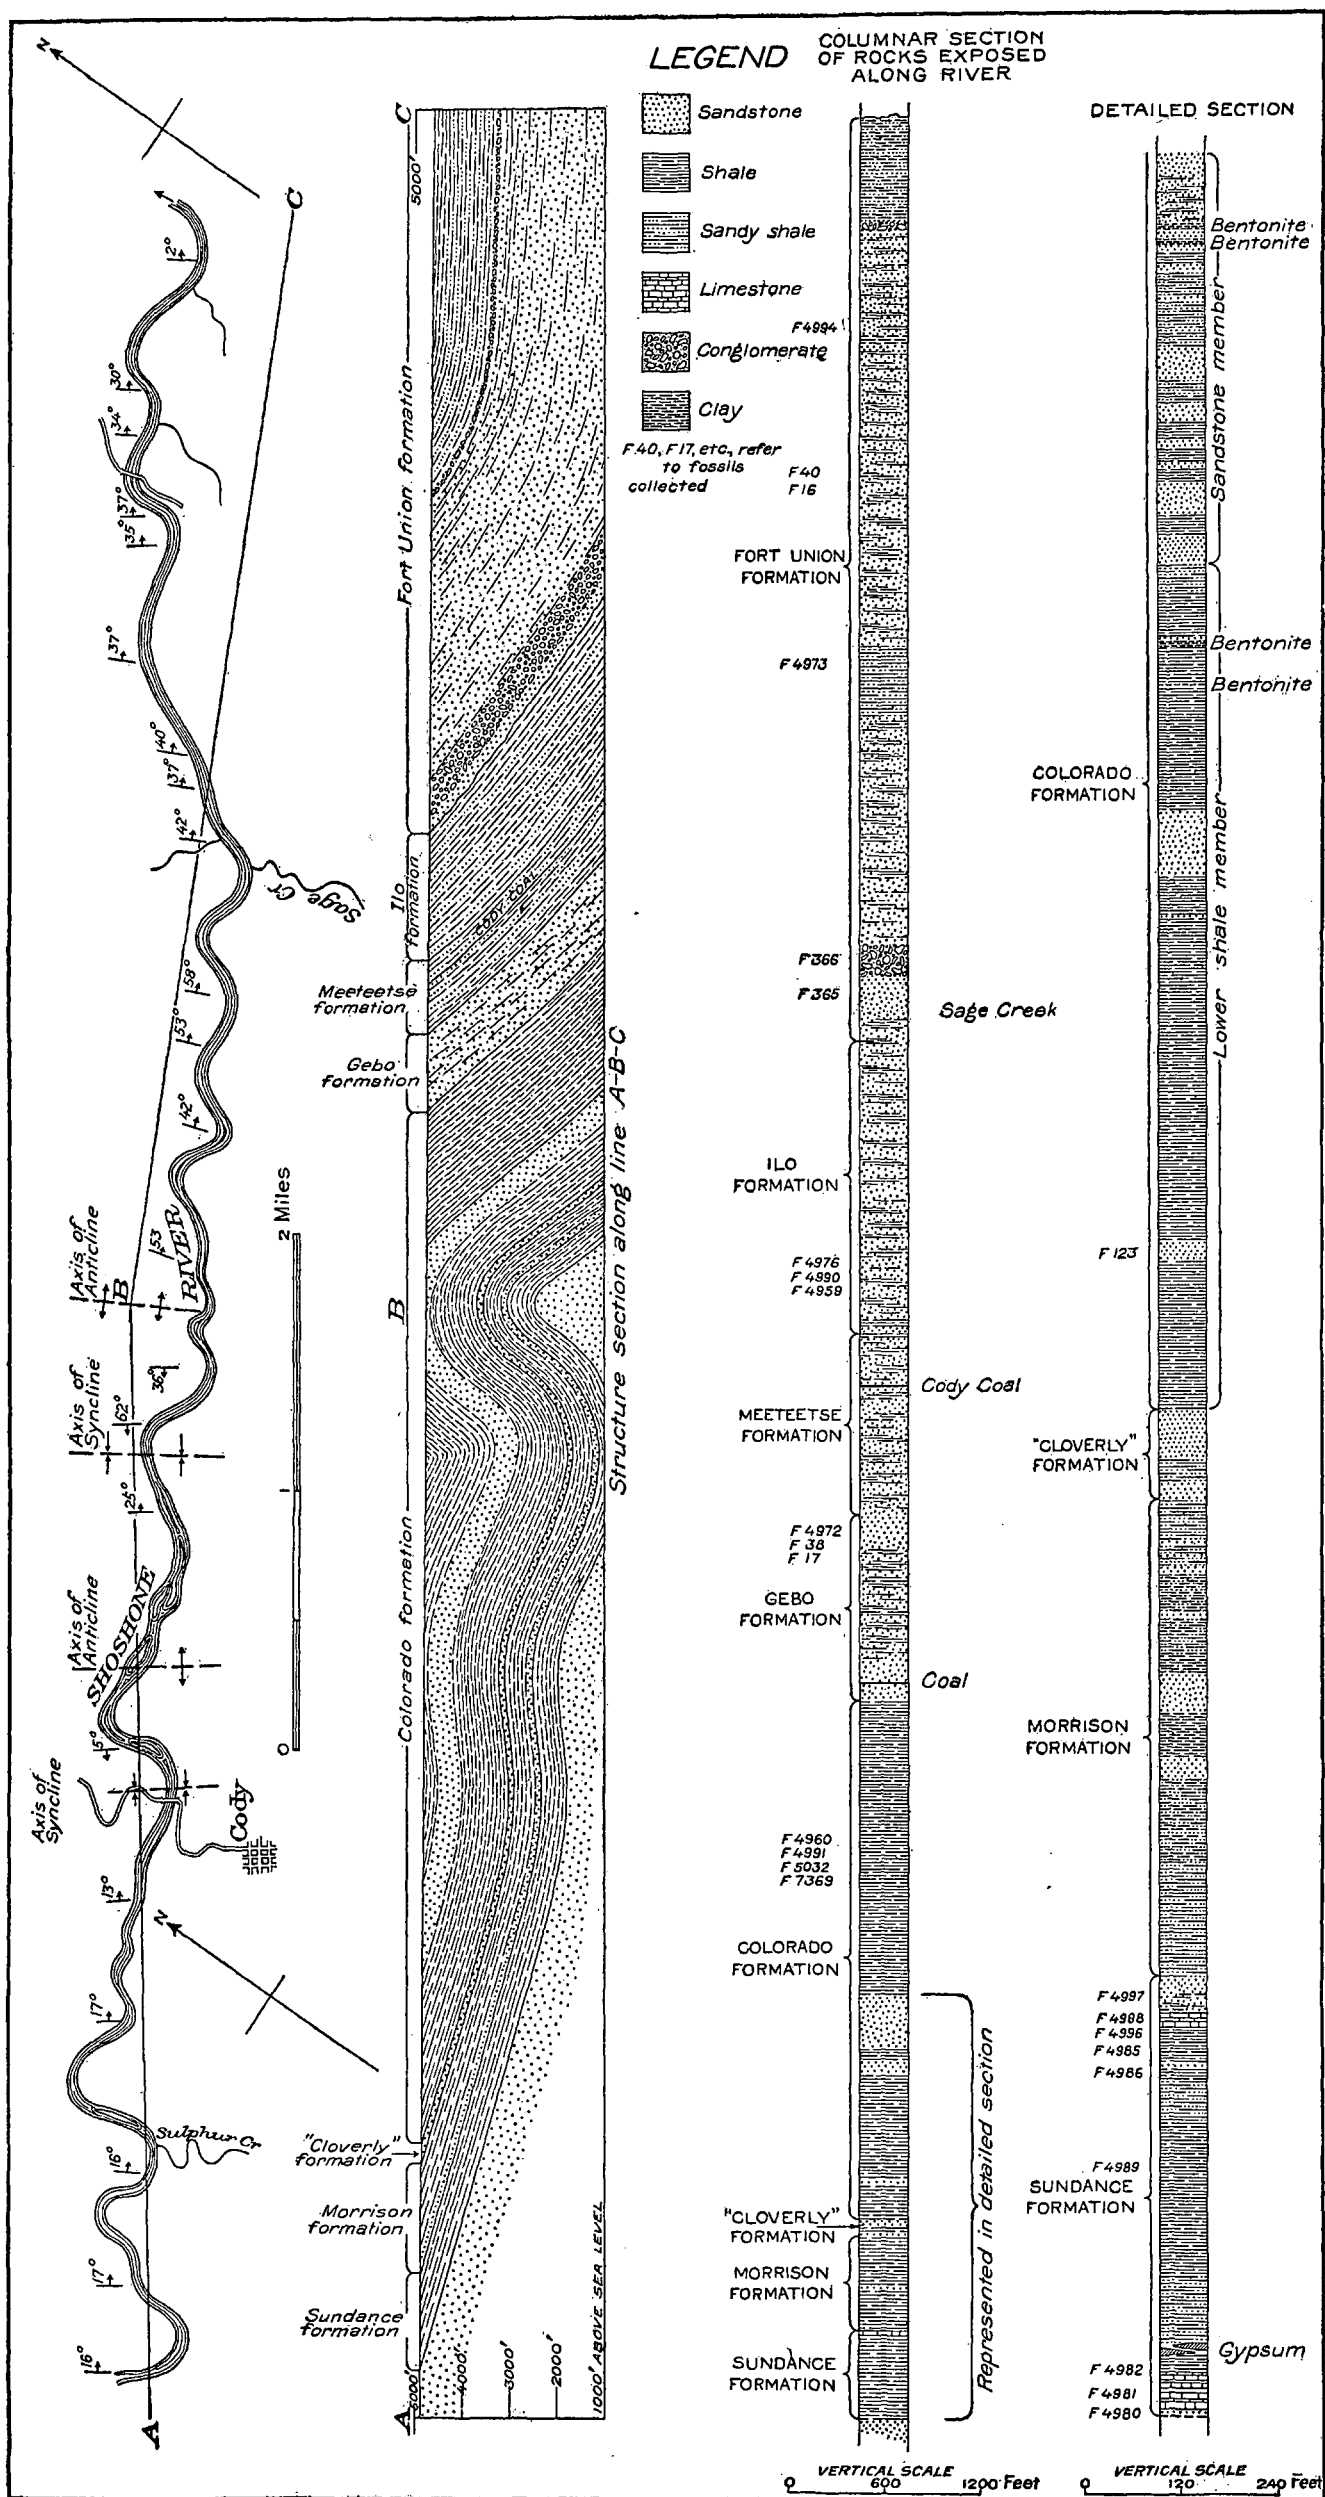 LEGEND
COLUMNAR SECTION
OF ROCKS EXPOSED
ALONG RIVER
DETAILED SECTION
Sandstone
Shale
Sandy shale
Limestone
Conglomerate
Clay
F.40, F17, etc., refer
to fossils
collected
N
C
2°
30°
34°
37°
35°
37°
40°
37°
42°
Sage Cr
58°
53°
42°
53
Axis of
Anticline
B
RIVER
36°
Axis of
Syncline
62°
25°
SHOSHONE
Axis of
Anticline
5°
Axis of
Syncline
Cody
13°
N
17°
Sulphur Cr
16°
17°
16°
A
0
1
2 Miles
C
5000'
Fort Union formation
Ilo
formation
CODY COAL
Meeteetse
formation
Gebo
formation
B
Colorado formation
"Cloverly"
formation
Morrison
formation
Sundance
formation
A
5000'
4000'
3000'
2000'
1000' ABOVE SEA LEVEL
Structure section along line A-B-C
F4994
F40
F16
FORT UNION
FORMATION
F4973
F366
F365
Sage Creek
ILO
FORMATION
F4976
F4990
F4959
Cody Coal
MEETEETSE
FORMATION
F4972
F38
F17
GEBO
FORMATION
Coal
F4960
F4991
F5032
F7369
COLORADO
FORMATION
"CLOVERLY"
FORMATION
MORRISON
FORMATION
SUNDANCE
FORMATION
Represented in detailed section
VERTICAL SCALE
0 600 1200 Feet
Bentonite
Bentonite
Sandstone member
Bentonite
Bentonite
COLORADO
FORMATION
Lower shale member
F123
"CLOVERLY"
FORMATION
MORRISON
FORMATION
F4997
F4988
F4996
F4985
F4986
F4989
SUNDANCE
FORMATION
Gypsum
F4982
F4981
F4980
VERTICAL SCALE
0 120 240 Feet